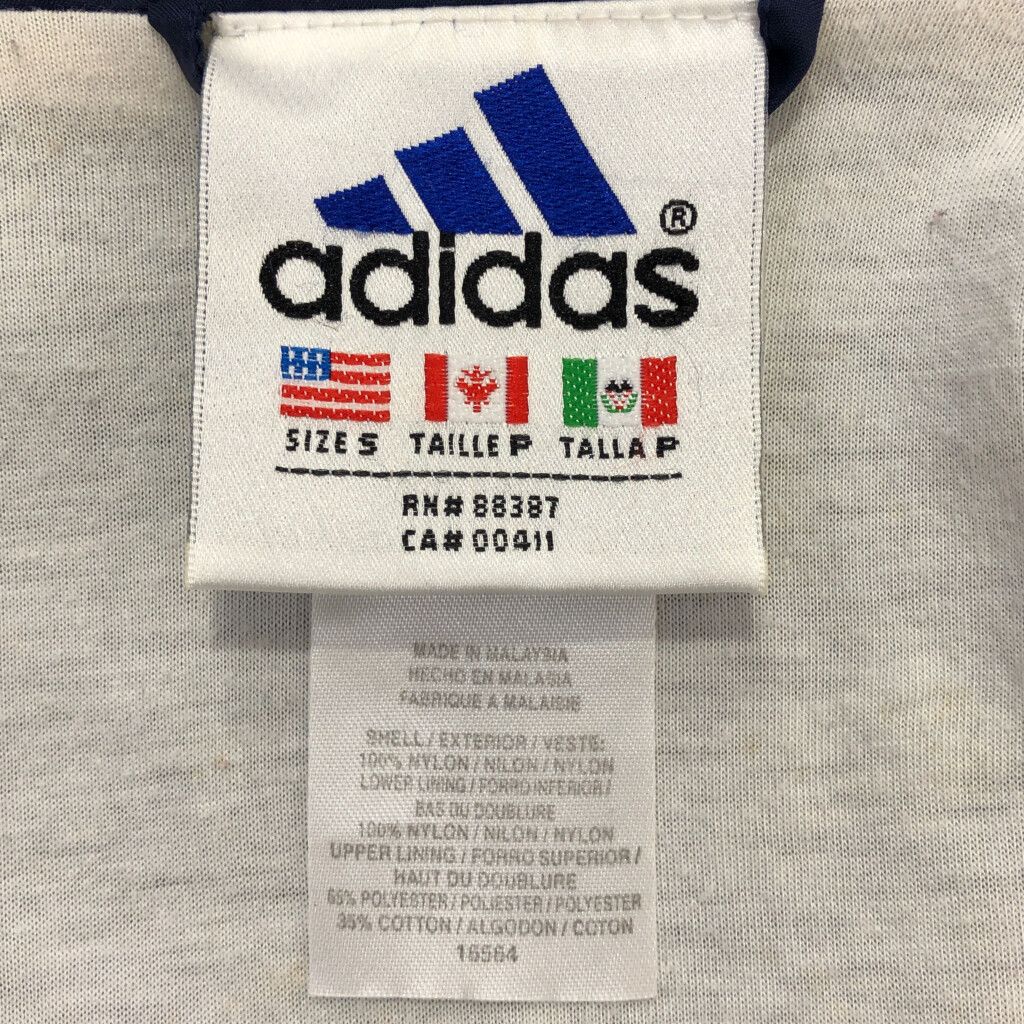 adidas®
SIZE S TAILLE P TALLA P
RN# 88387
CA# 00411
MADE IN MALAYSIA
HECHO EN MALASIA
FABRIQUE A MALAISIE
SHELL / EXTERIOR / VESTE:
100% NYLON / NILON / NYLON
LOWER LINING / FORRO INFERIOR /
BAS DU DOUBLURE
100% NYLON / NILON / NYLON
UPPER LINING / FORRO SUPERIOR /
HAUT DU DOUBLURE
65% POLYESTER / POLIESTER / POLYESTER
35% COTTON / ALGODON / COTON
16564